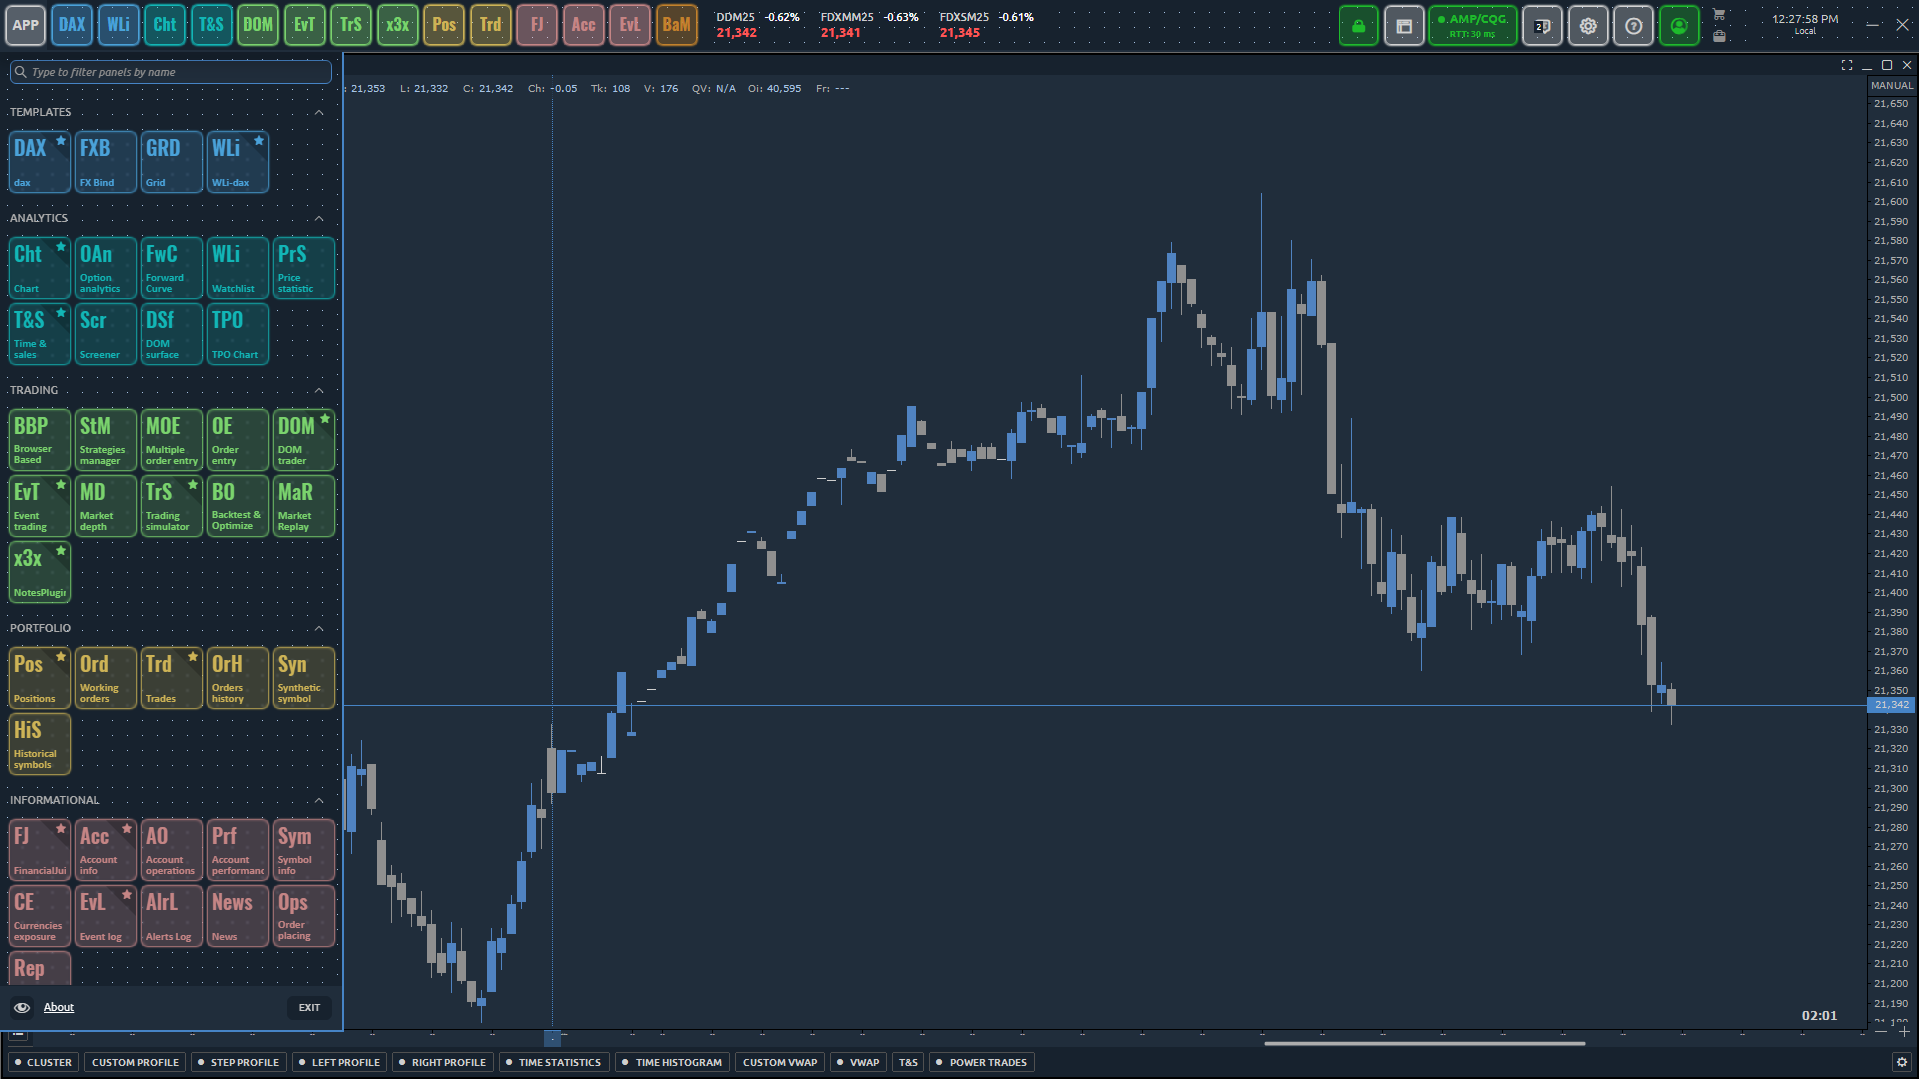 APP DAX WLi Cht T&S DOM EvT TrS x3x Pos Trd FJ Acc EvL BaM
DDM25 -0.62% FDXMM25 -0.63% FDXSM25 -0.61%
21,342 21,341 21,345
AMP/CQG
RTT: 30 ms
12:27:58 PM
Local
Type to filter panels by name
: 21,353 L: 21,332 C: 21,342 Ch: -0.05 Tk: 108 V: 176 QV: N/A Oi: 40,595 Fr: ---
MANUAL
TEMPLATES
DAX FXB GRD WLi
dax FX Bind Grid WLi-dax
ANALYTICS
Cht OAn FwC WLi PrS
Chart Option analytics Forward Curve Watchlist Price statistic
T&S Scr DSf TPO
Time & sales Screener DOM surface TPO Chart
TRADING
BBP StM MOE OE DOM
Browser Based Strategies manager Multiple order entry Order entry DOM trader
EvT MD TrS BO MaR
Event trading Market depth Trading simulator Backtest & Optimize Market Replay
x3x
NotesPlugin
PORTFOLIO
Pos Ord Trd OrH Syn
Positions Working orders Trades Orders history Synthetic symbol
HiS
Historical symbols
INFORMATIONAL
FJ Acc AO Prf Sym
FinancialJui Account info Account operations Account performanc Symbol info
CE EvL AlrL News Ops
Currencies exposure Event log Alerts Log News Order placing
Rep
About EXIT
21,650
21,640
21,630
21,620
21,610
21,600
21,590
21,580
21,570
21,560
21,550
21,540
21,530
21,520
21,510
21,500
21,490
21,480
21,470
21,460
21,450
21,440
21,430
21,420
21,410
21,400
21,390
21,380
21,370
21,360
21,350
21,342
21,330
21,320
21,310
21,300
21,290
21,280
21,270
21,260
21,250
21,240
21,230
21,220
21,210
21,200
21,190
02:01
CLUSTER CUSTOM PROFILE STEP PROFILE LEFT PROFILE RIGHT PROFILE TIME STATISTICS TIME HISTOGRAM CUSTOM VWAP VWAP T&S POWER TRADES